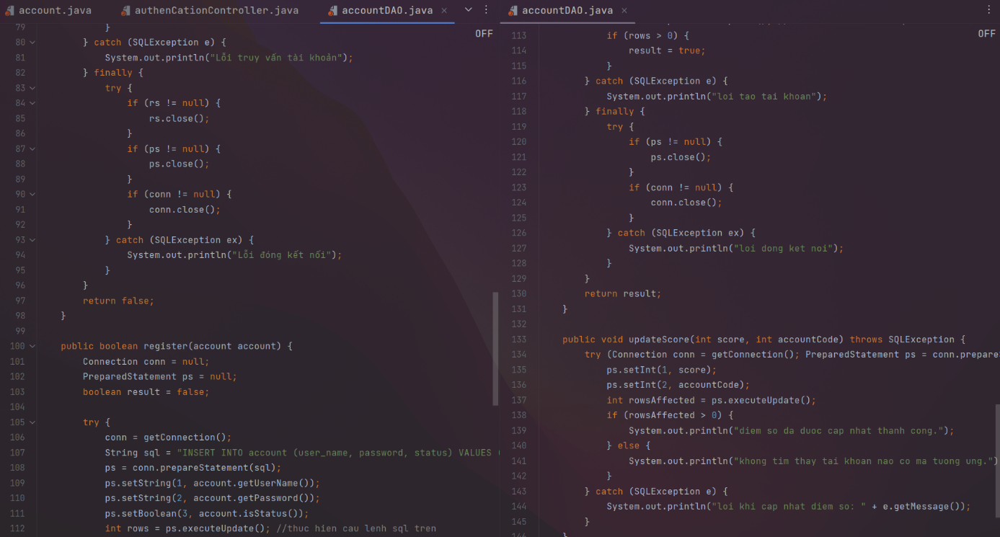 account.java authenCationController.java accountDAO.java
OFF
79 }
80 } catch (SQLException e) {
81 System.out.println("Lỗi truy vấn tài khoản");
82 } finally {
83 try {
84 if (rs != null) {
85 rs.close();
86 }
87 if (ps != null) {
88 ps.close();
89 }
90 if (conn != null) {
91 conn.close();
92 }
93 } catch (SQLException ex) {
94 System.out.println("Lỗi đóng kết nối");
95 }
96 }
97 return false;
98 }
99
100 public boolean register(account account) {
101 Connection conn = null;
102 PreparedStatement ps = null;
103 boolean result = false;
104
105 try {
106 conn = getConnection();
107 String sql = "INSERT INTO account (user_name, password, status) VALUES (
108 ps = conn.prepareStatement(sql);
109 ps.setString(1, account.getUserName());
110 ps.setString(2, account.getPassword());
111 ps.setBoolean(3, account.isStatus());
112 int rows = ps.executeUpdate(); //thuc hien cau lenh sql tren
accountDAO.java
OFF
113 if (rows > 0) {
114 result = true;
115 }
116 } catch (SQLException e) {
117 System.out.println("loi tao tai khoan");
118 } finally {
119 try {
120 if (ps != null) {
121 ps.close();
122 }
123 if (conn != null) {
124 conn.close();
125 }
126 } catch (SQLException ex) {
127 System.out.println("loi dong ket noi");
128 }
129 }
130 return result;
131 }
132
133 public void updateScore(int score, int accountCode) throws SQLException {
134 try (Connection conn = getConnection(); PreparedStatement ps = conn.prepareS
135 ps.setInt(1, score);
136 ps.setInt(2, accountCode);
137 int rowsAffected = ps.executeUpdate();
138 if (rowsAffected > 0) {
139 System.out.println("diem so da duoc cap nhat thanh cong.");
140 } else {
141 System.out.println("khong tim thay tai khoan nao co ma tuong ung.")
142 }
143 } catch (SQLException e) {
144 System.out.println("loi khi cap nhat diem so: " + e.getMessage());
145 }
146 }